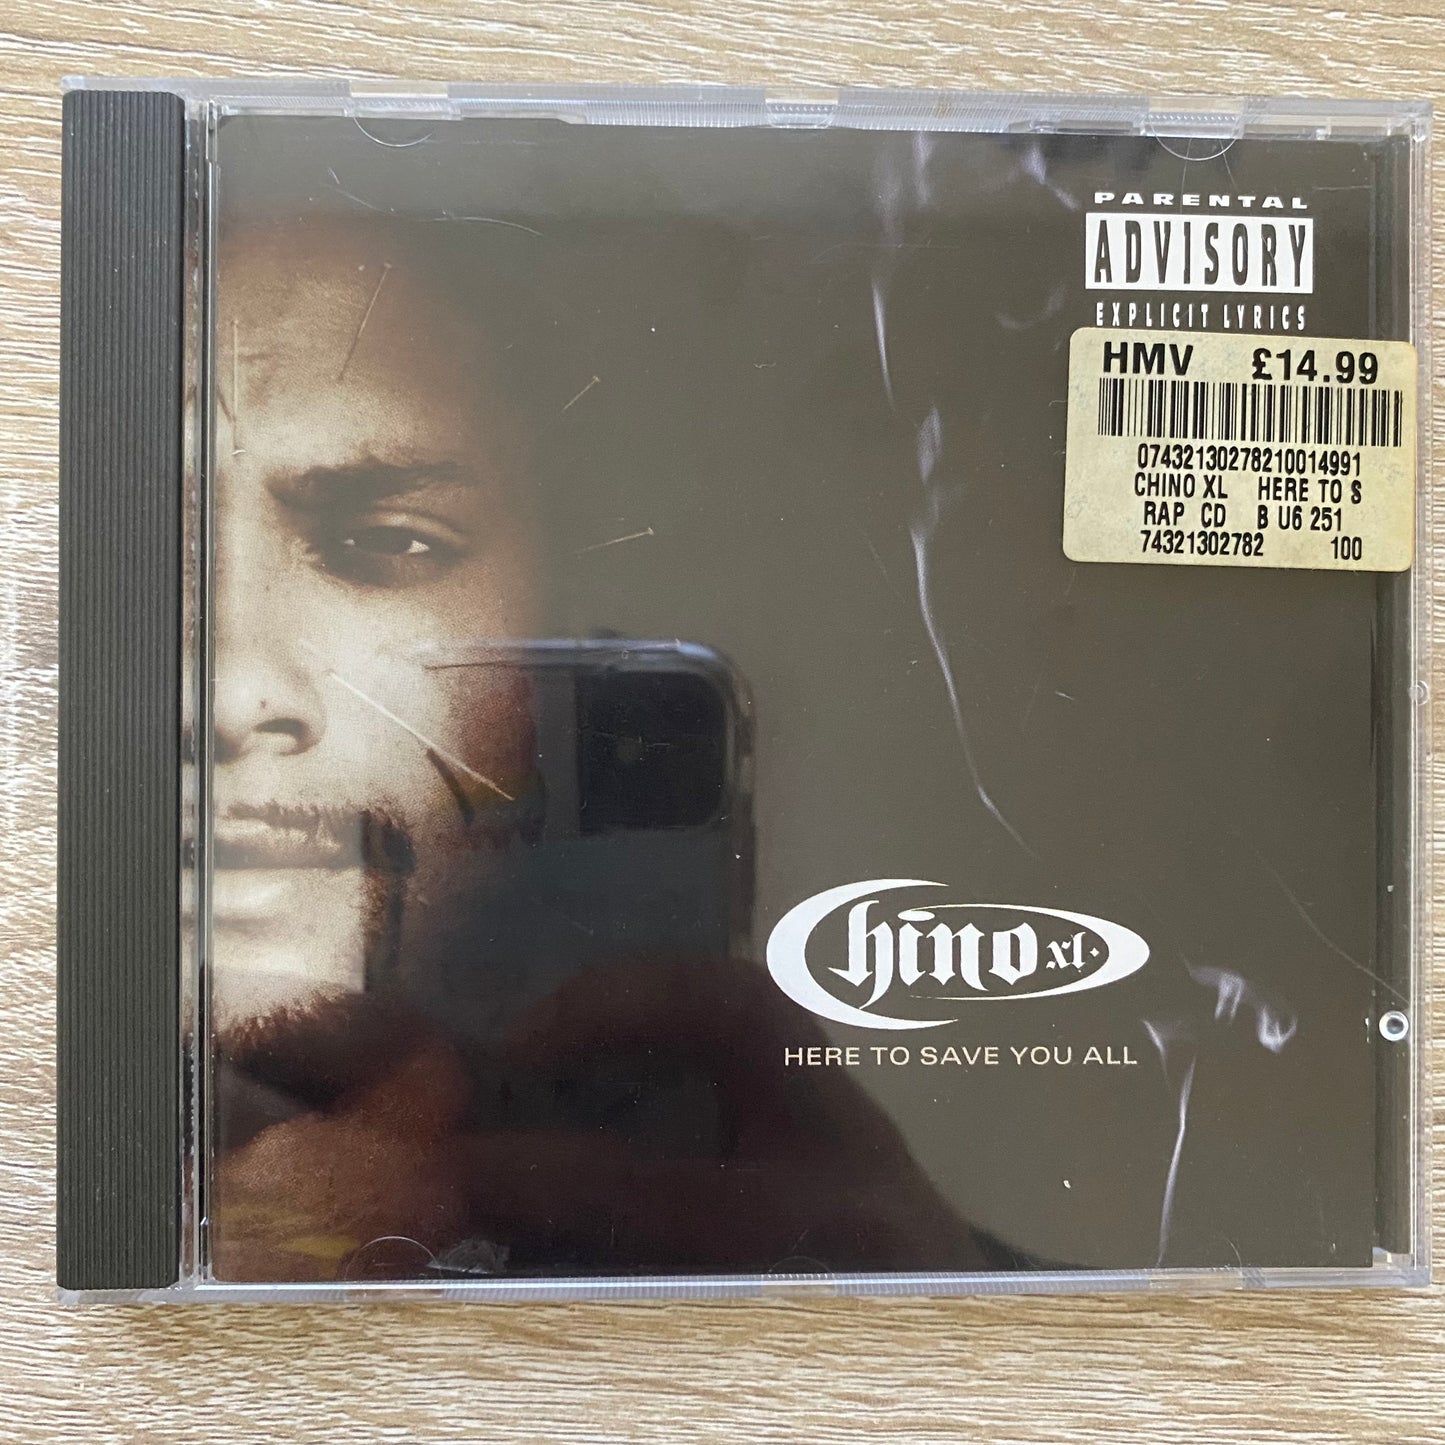 PARENTAL
ADVISORY
EXPLICIT LYRICS
HMV £14.99
07432130278210014991
CHINO XL HERE TO S
RAP CD B U6 251
74321302782 100
Chino xl.
HERE TO SAVE YOU ALL